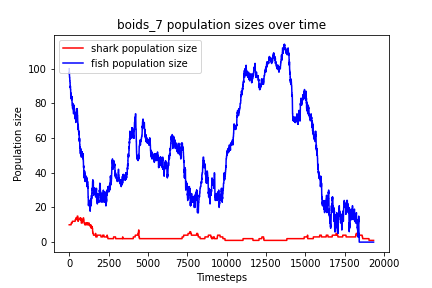 boids_7 population sizes over time
shark population size
fish population size
Population size
100
80
60
40
20
0
0 2500 5000 7500 10000 12500 15000 17500 20000
Timesteps